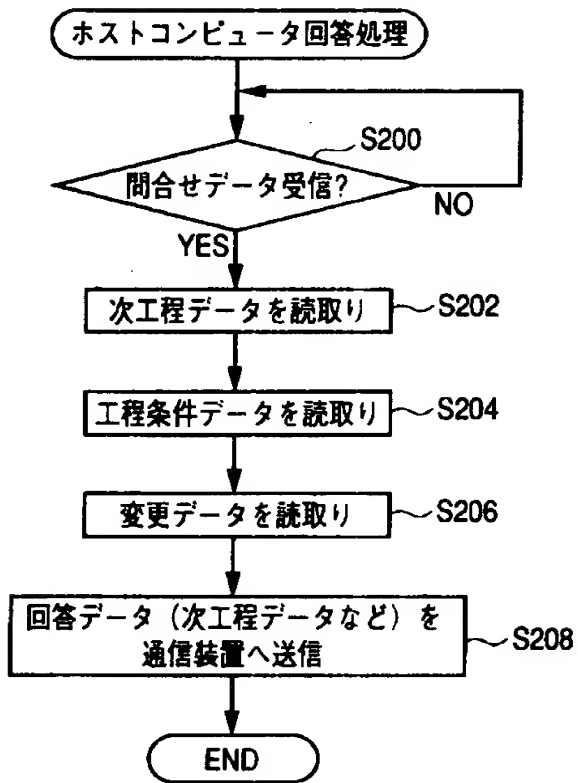 ホストコンピュータ回答処理
S200
問合せデータ受信?
NO
YES
次工程データを読取り
S202
工程条件データを読取り
S204
変更データを読取り
S206
回答データ(次工程データなど)を
通信装置へ送信
S208
END